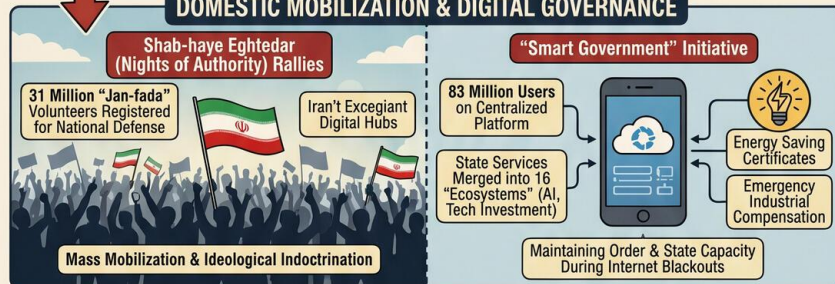 DOMESTIC MOBILIZATION & DIGITAL GOVERNANCE
Shab-haye Eghtedar
(Nights of Authority) Rallies
31 Million "Jan-fada"
Volunteers Registered
for National Defense
Iran't Excegiant
Digital Hubs
Mass Mobilization & Ideological Indoctrination
"Smart Government" Initiative
83 Million Users
on Centralized
Platform
State Services
Merged into 16
"Ecosystems" (AI,
Tech Investment)
Energy Saving
Certificates
Emergency
Industrial
Compensation
Maintaining Order & State Capacity
During Internet Blackouts